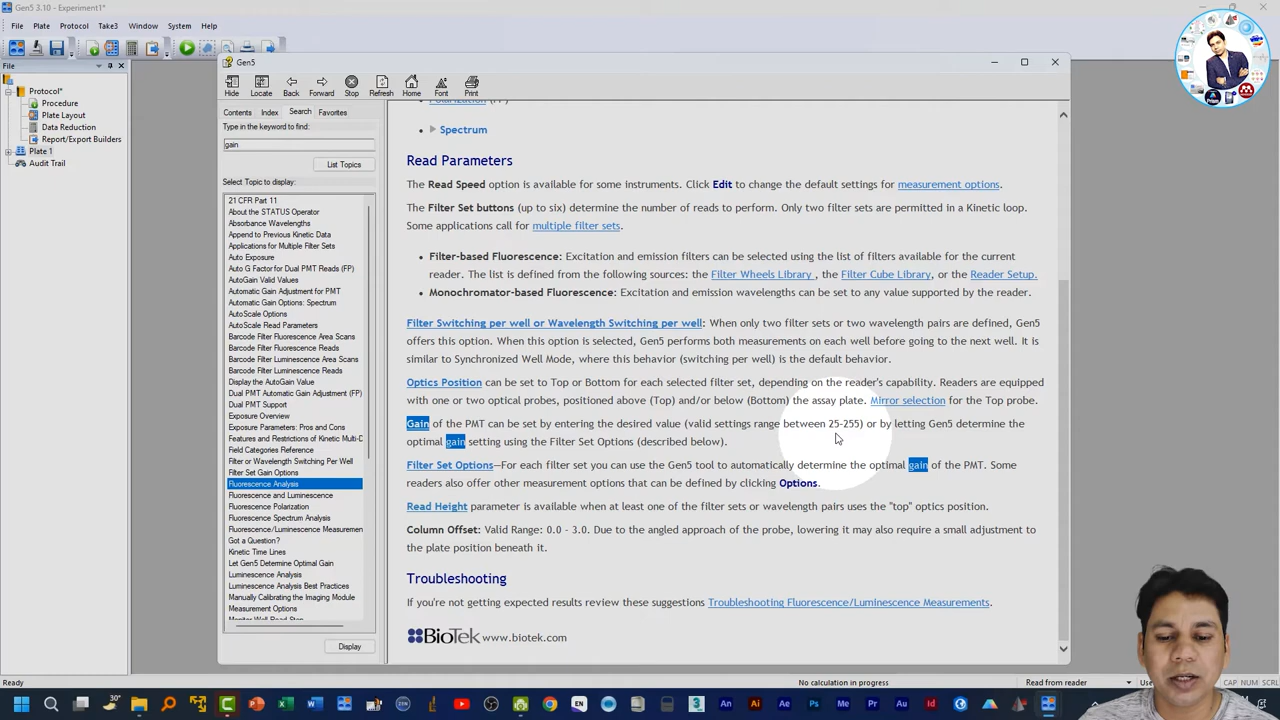 Gen5 3.10 - Experiment1*
File Plate Protocol Take3 Window System Help
File
Protocol*
Procedure
Plate Layout
Data Reduction
Report/Export Builders
Plate 1
Audit Trail
Gen5
Hide Locate Back Forward Stop Refresh Home Font Print
Contents Index Search Favorites
Type in the keyword to find:
gain
List Topics
Select Topic to display:
21 CFR Part 11
About the STATUS Operator
Absorbance Wavelengths
Append to Previous Kinetic Data
Applications for Multiple Filter Sets
Auto Exposure
Auto G Factor for Dual PMT Reads (FP)
AutoGain Valid Values
Automatic Gain Adjustment for PMT
Automatic Gain Options: Spectrum
AutoScale Options
AutoScale Read Parameters
Barcode Filter Fluorescence Area Scans
Barcode Filter Fluorescence Reads
Barcode Filter Luminescence Area Scans
Barcode Filter Luminescence Reads
Display the AutoGain Value
Dual PMT Automatic Gain Adjustment (FP)
Dual PMT Support
Exposure Overview
Exposure Parameters: Pros and Cons
Features and Restrictions of Kinetic Multi-D
Field Categories Reference
Filter or Wavelength Switching Per Well
Filter Set Gain Options
Fluorescence Analysis
Fluorescence and Luminescence
Fluorescence Polarization
Fluorescence Spectrum Analysis
Fluorescence/Luminescence Measuremen
Got a Question?
Kinetic Time Lines
Let Gen5 Determine Optimal Gain
Luminescence Analysis
Luminescence Analysis Best Practices
Manually Calibrating the Imaging Module
Measurement Options
Monitor Well Read Step
Display
Polarization (FP)
• Spectrum
Read Parameters
The Read Speed option is available for some instruments. Click Edit to change the default settings for measurement options.
The Filter Set buttons (up to six) determine the number of reads to perform. Only two filter sets are permitted in a Kinetic loop.
Some applications call for multiple filter sets.
• Filter-based Fluorescence: Excitation and emission filters can be selected using the list of filters available for the current
reader. The list is defined from the following sources: the Filter Wheels Library , the Filter Cube Library, or the Reader Setup.
• Monochromator-based Fluorescence: Excitation and emission wavelengths can be set to any value supported by the reader.
Filter Switching per well or Wavelength Switching per well: When only two filter sets or two wavelength pairs are defined, Gen5
offers this option. When this option is selected, Gen5 performs both measurements on each well before going to the next well. It is
similar to Synchronized Well Mode, where this behavior (switching per well) is the default behavior.
Optics Position can be set to Top or Bottom for each selected filter set, depending on the reader's capability. Readers are equipped
with one or two optical probes, positioned above (Top) and/or below (Bottom) the assay plate. Mirror selection for the Top probe.
Gain of the PMT can be set by entering the desired value (valid settings range between 25-255) or by letting Gen5 determine the
optimal gain setting using the Filter Set Options (described below).
Filter Set Options—For each filter set you can use the Gen5 tool to automatically determine the optimal gain of the PMT. Some
readers also offer other measurement options that can be defined by clicking Options.
Read Height parameter is available when at least one of the filter sets or wavelength pairs uses the "top" optics position.
Column Offset: Valid Range: 0.0 - 3.0. Due to the angled approach of the probe, lowering it may also require a small adjustment to
the plate position beneath it.
Troubleshooting
If you're not getting expected results review these suggestions Troubleshooting Fluorescence/Luminescence Measurements.
BioTek www.biotek.com
Ready
No calculation in progress
Read from reader
CAP NUM SCRL
30°